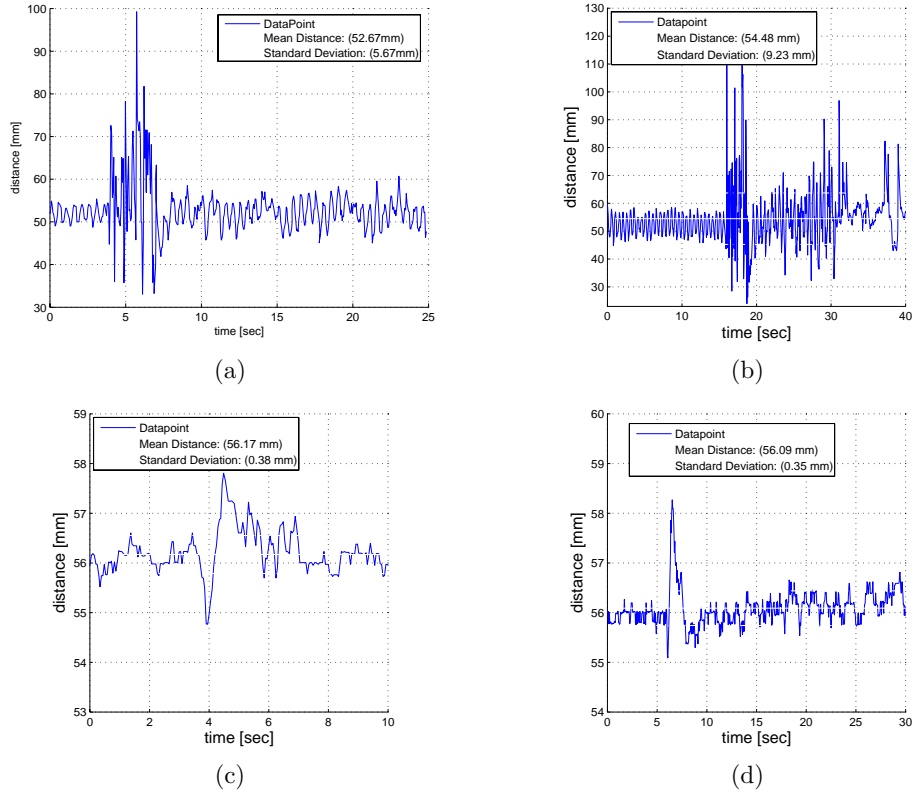 DataPoint
Mean Distance: (52.67mm)
Standard Deviation: (5.67mm)
100
90
80
70
60
50
40
30
distance [mm]
0 5 10 15 20 25
time [sec]
(a)
Datapoint
Mean Distance: (54.48 mm)
Standard Deviation: (9.23 mm)
130
120
110
100
90
80
70
60
50
40
30
distance [mm]
0 10 20 30 40
time [sec]
(b)
Datapoint
Mean Distance: (56.17 mm)
Standard Deviation: (0.38 mm)
59
58
57
56
55
54
53
distance [mm]
0 2 4 6 8 10
time [sec]
(c)
Datapoint
Mean Distance: (56.09 mm)
Standard Deviation: (0.35 mm)
60
59
58
57
56
55
54
distance [mm]
0 5 10 15 20 25 30
time [sec]
(d)